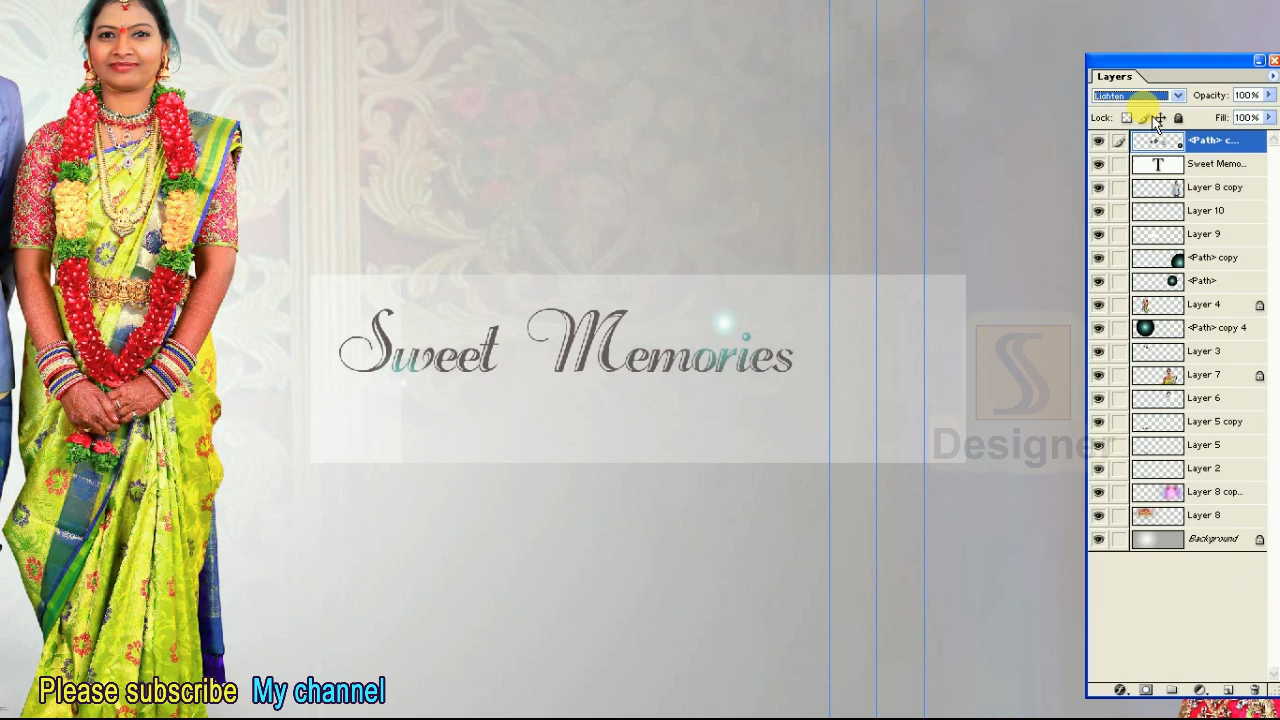 Layers
Lighten Opacity: 100%
Lock: Fill: 100%
<Path> c...
T Sweet Memo...
Layer 8 copy
Layer 10
Layer 9
<Path> copy
<Path>
Layer 4
<Path> copy 4
Layer 3
Layer 7
Layer 6
Layer 5 copy
Layer 5
Layer 2
Layer 8 cop...
Layer 8
Background
Sweet Memories
S
Designer
Please subscribe My channel